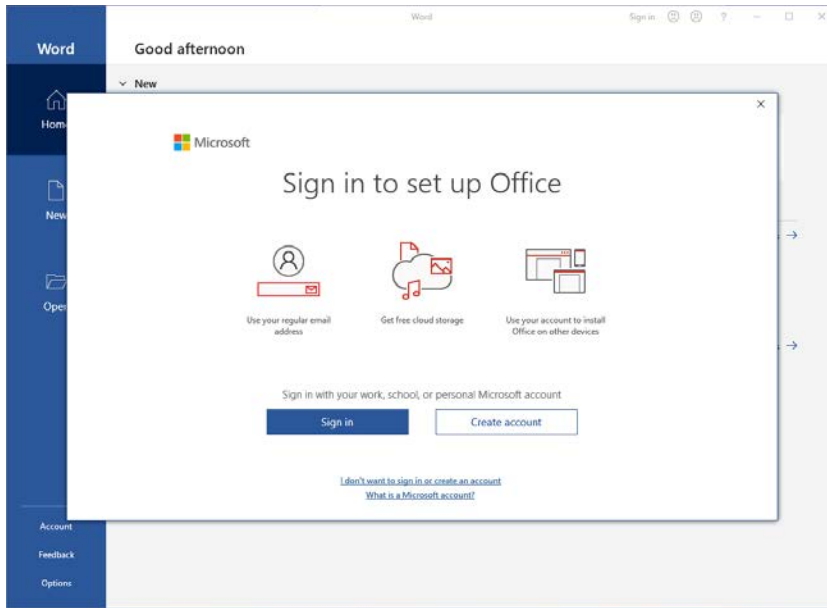 Word
Sign in
?
Word
Good afternoon
New
Home
Microsoft
Sign in to set up Office
New
Open
Use your regular email
address
Get free cloud storage
Use your account to install
Office on other devices
Sign in with your work, school, or personal Microsoft account
Sign in
Create account
I don't want to sign in or create an account
What is a Microsoft account?
Account
Feedback
Options